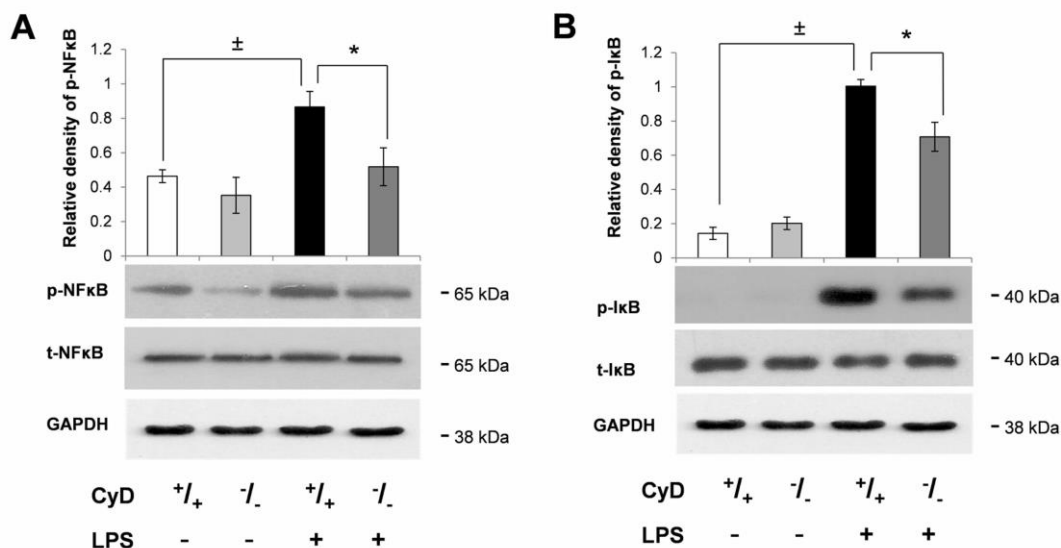 A
Relative density of p-NFκB
1.2
1
0.8
0.6
0.4
0.2
0
±
*
p-NFκB
- 65 kDa
t-NFκB
- 65 kDa
GAPDH
- 38 kDa
CyD +/+ -/- +/+ -/-
LPS - - + +
B
Relative density of p-IκB
1.2
1
0.8
0.6
0.4
0.2
0
±
*
p-IκB
- 40 kDa
t-IκB
- 40 kDa
GAPDH
- 38 kDa
CyD +/+ -/- +/+ -/-
LPS - - + +